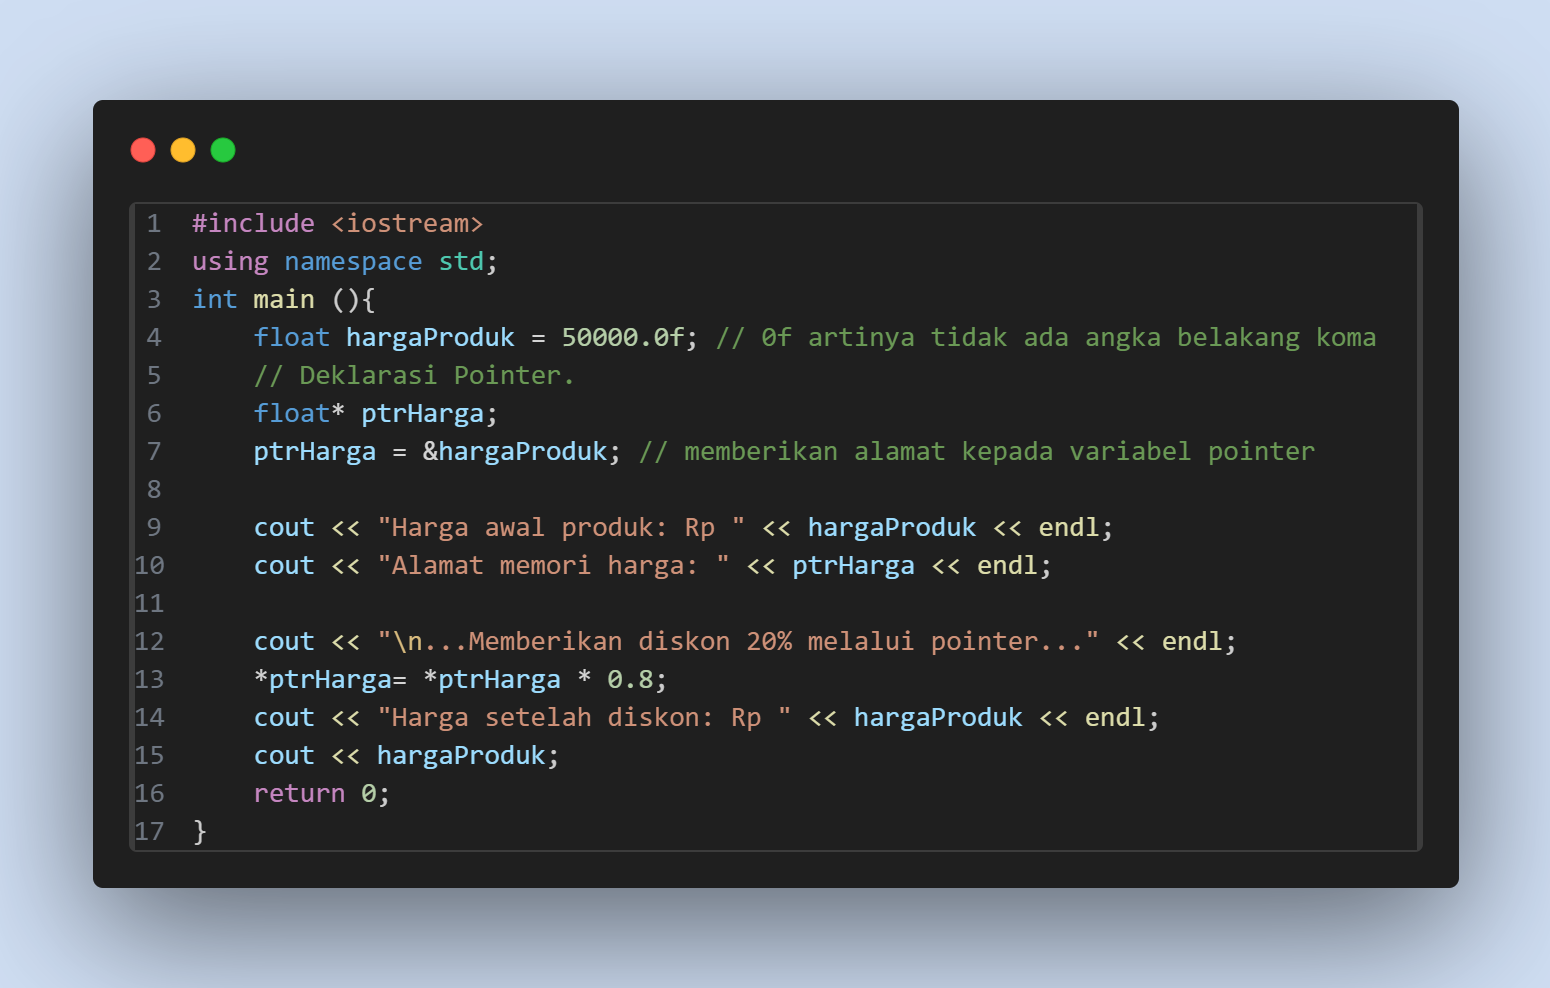 1 #include <iostream>
2 using namespace std;
3 int main (){
4     float hargaProduk = 50000.0f; // 0f artinya tidak ada angka belakang koma
5     // Deklarasi Pointer.
6     float* ptrHarga;
7     ptrHarga = &hargaProduk; // memberikan alamat kepada variabel pointer
8
9     cout << "Harga awal produk: Rp " << hargaProduk << endl;
10     cout << "Alamat memori harga: " << ptrHarga << endl;
11
12     cout << "\n...Memberikan diskon 20% melalui pointer..." << endl;
13     *ptrHarga= *ptrHarga * 0.8;
14     cout << "Harga setelah diskon: Rp " << hargaProduk << endl;
15     cout << hargaProduk;
16     return 0;
17 }